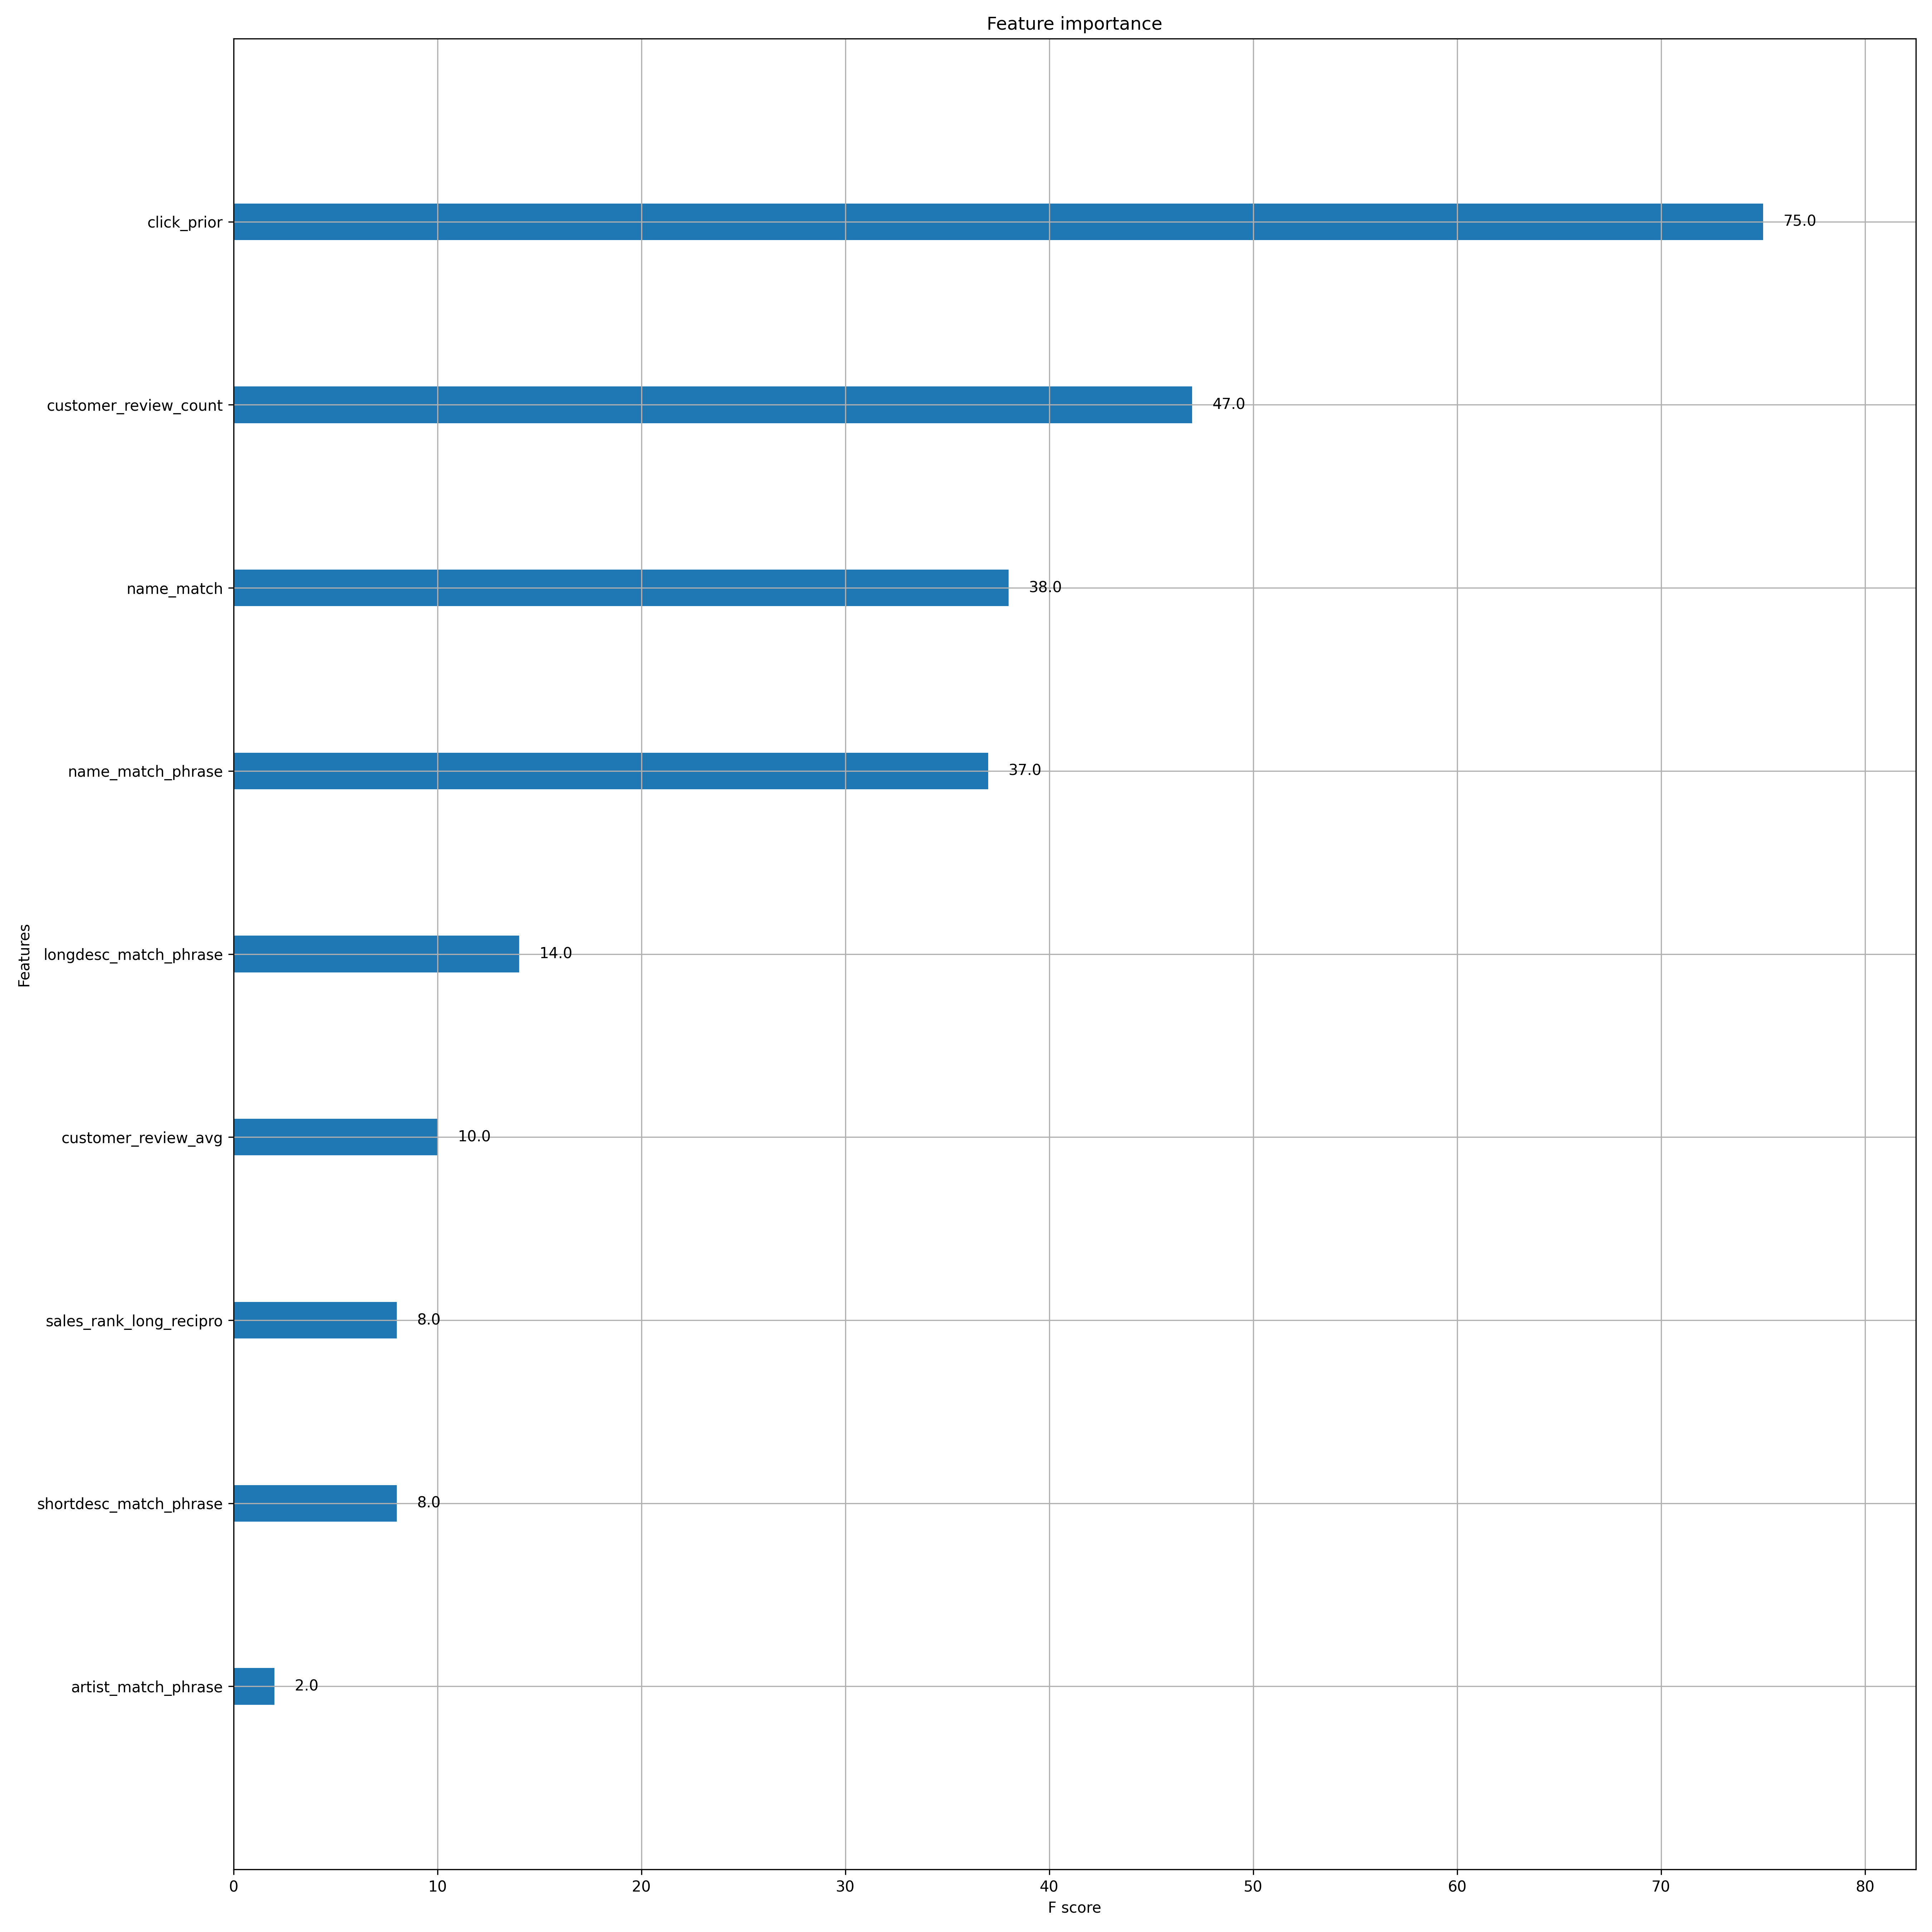 Feature importance
click_prior 75.0
customer_review_count 47.0
name_match 38.0
name_match_phrase 37.0
longdesc_match_phrase 14.0
customer_review_avg 10.0
sales_rank_long_recipro 8.0
shortdesc_match_phrase 8.0
artist_match_phrase 2.0
Features
0 10 20 30 40 50 60 70 80
F score